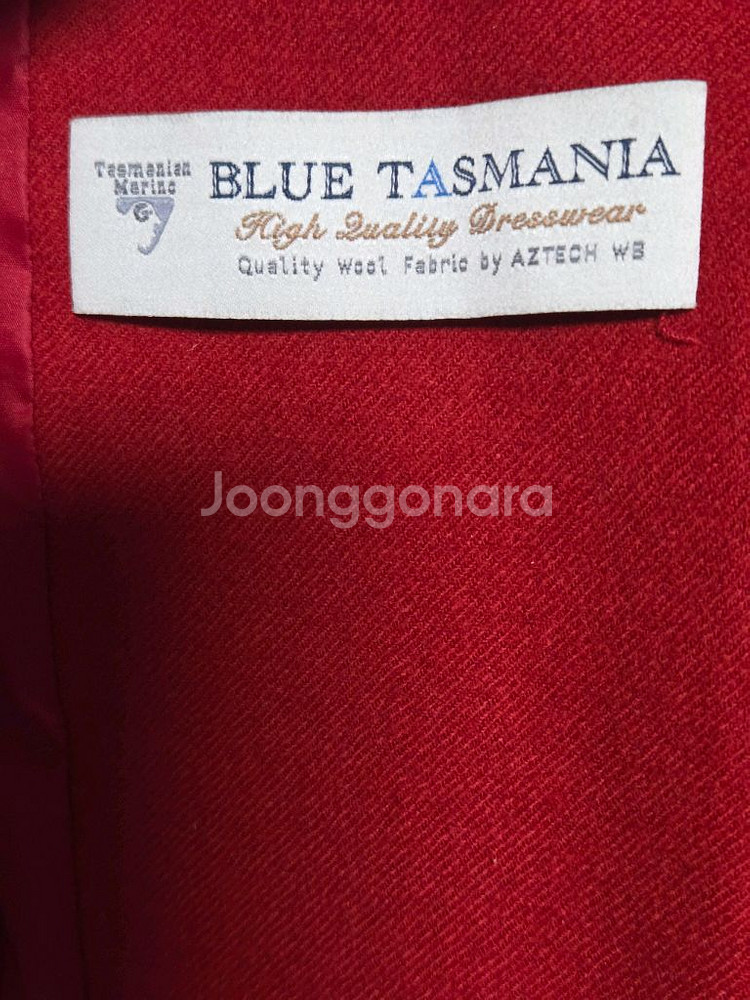 Tasmanian
Merino
G
BLUE TASMANIA
High Quality Dresswear
Quality Wool Fabric by AZTECH WB
Joonggonara